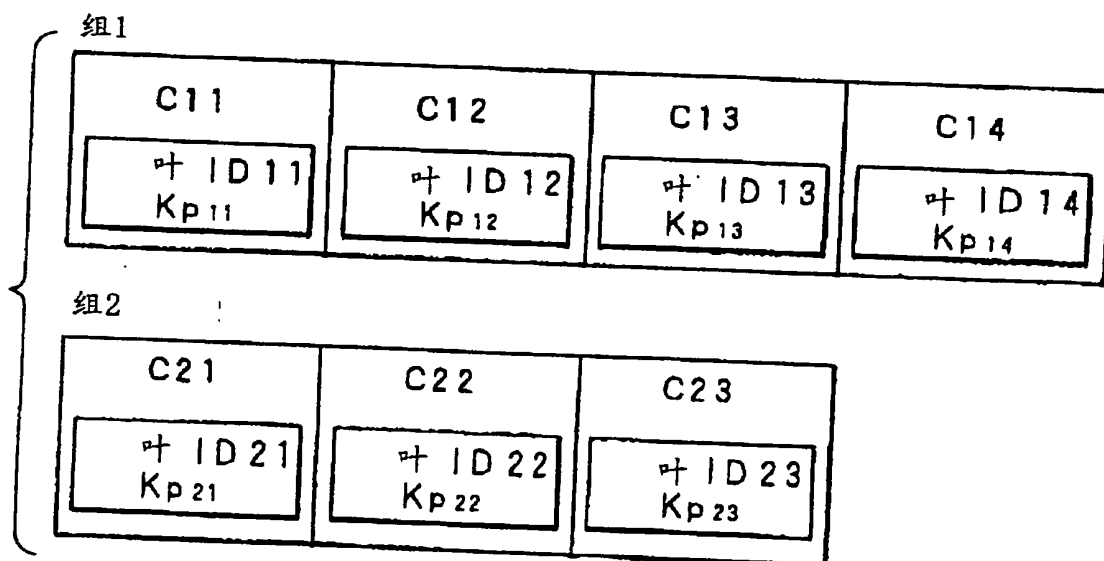 组1
C11 C12 C13 C14
叶 ID11 叶 ID12 叶 ID13 叶 ID14
Kp11 Kp12 Kp13 Kp14
组2
C21 C22 C23
叶 ID21 叶 ID22 叶 ID23
Kp21 Kp22 Kp23